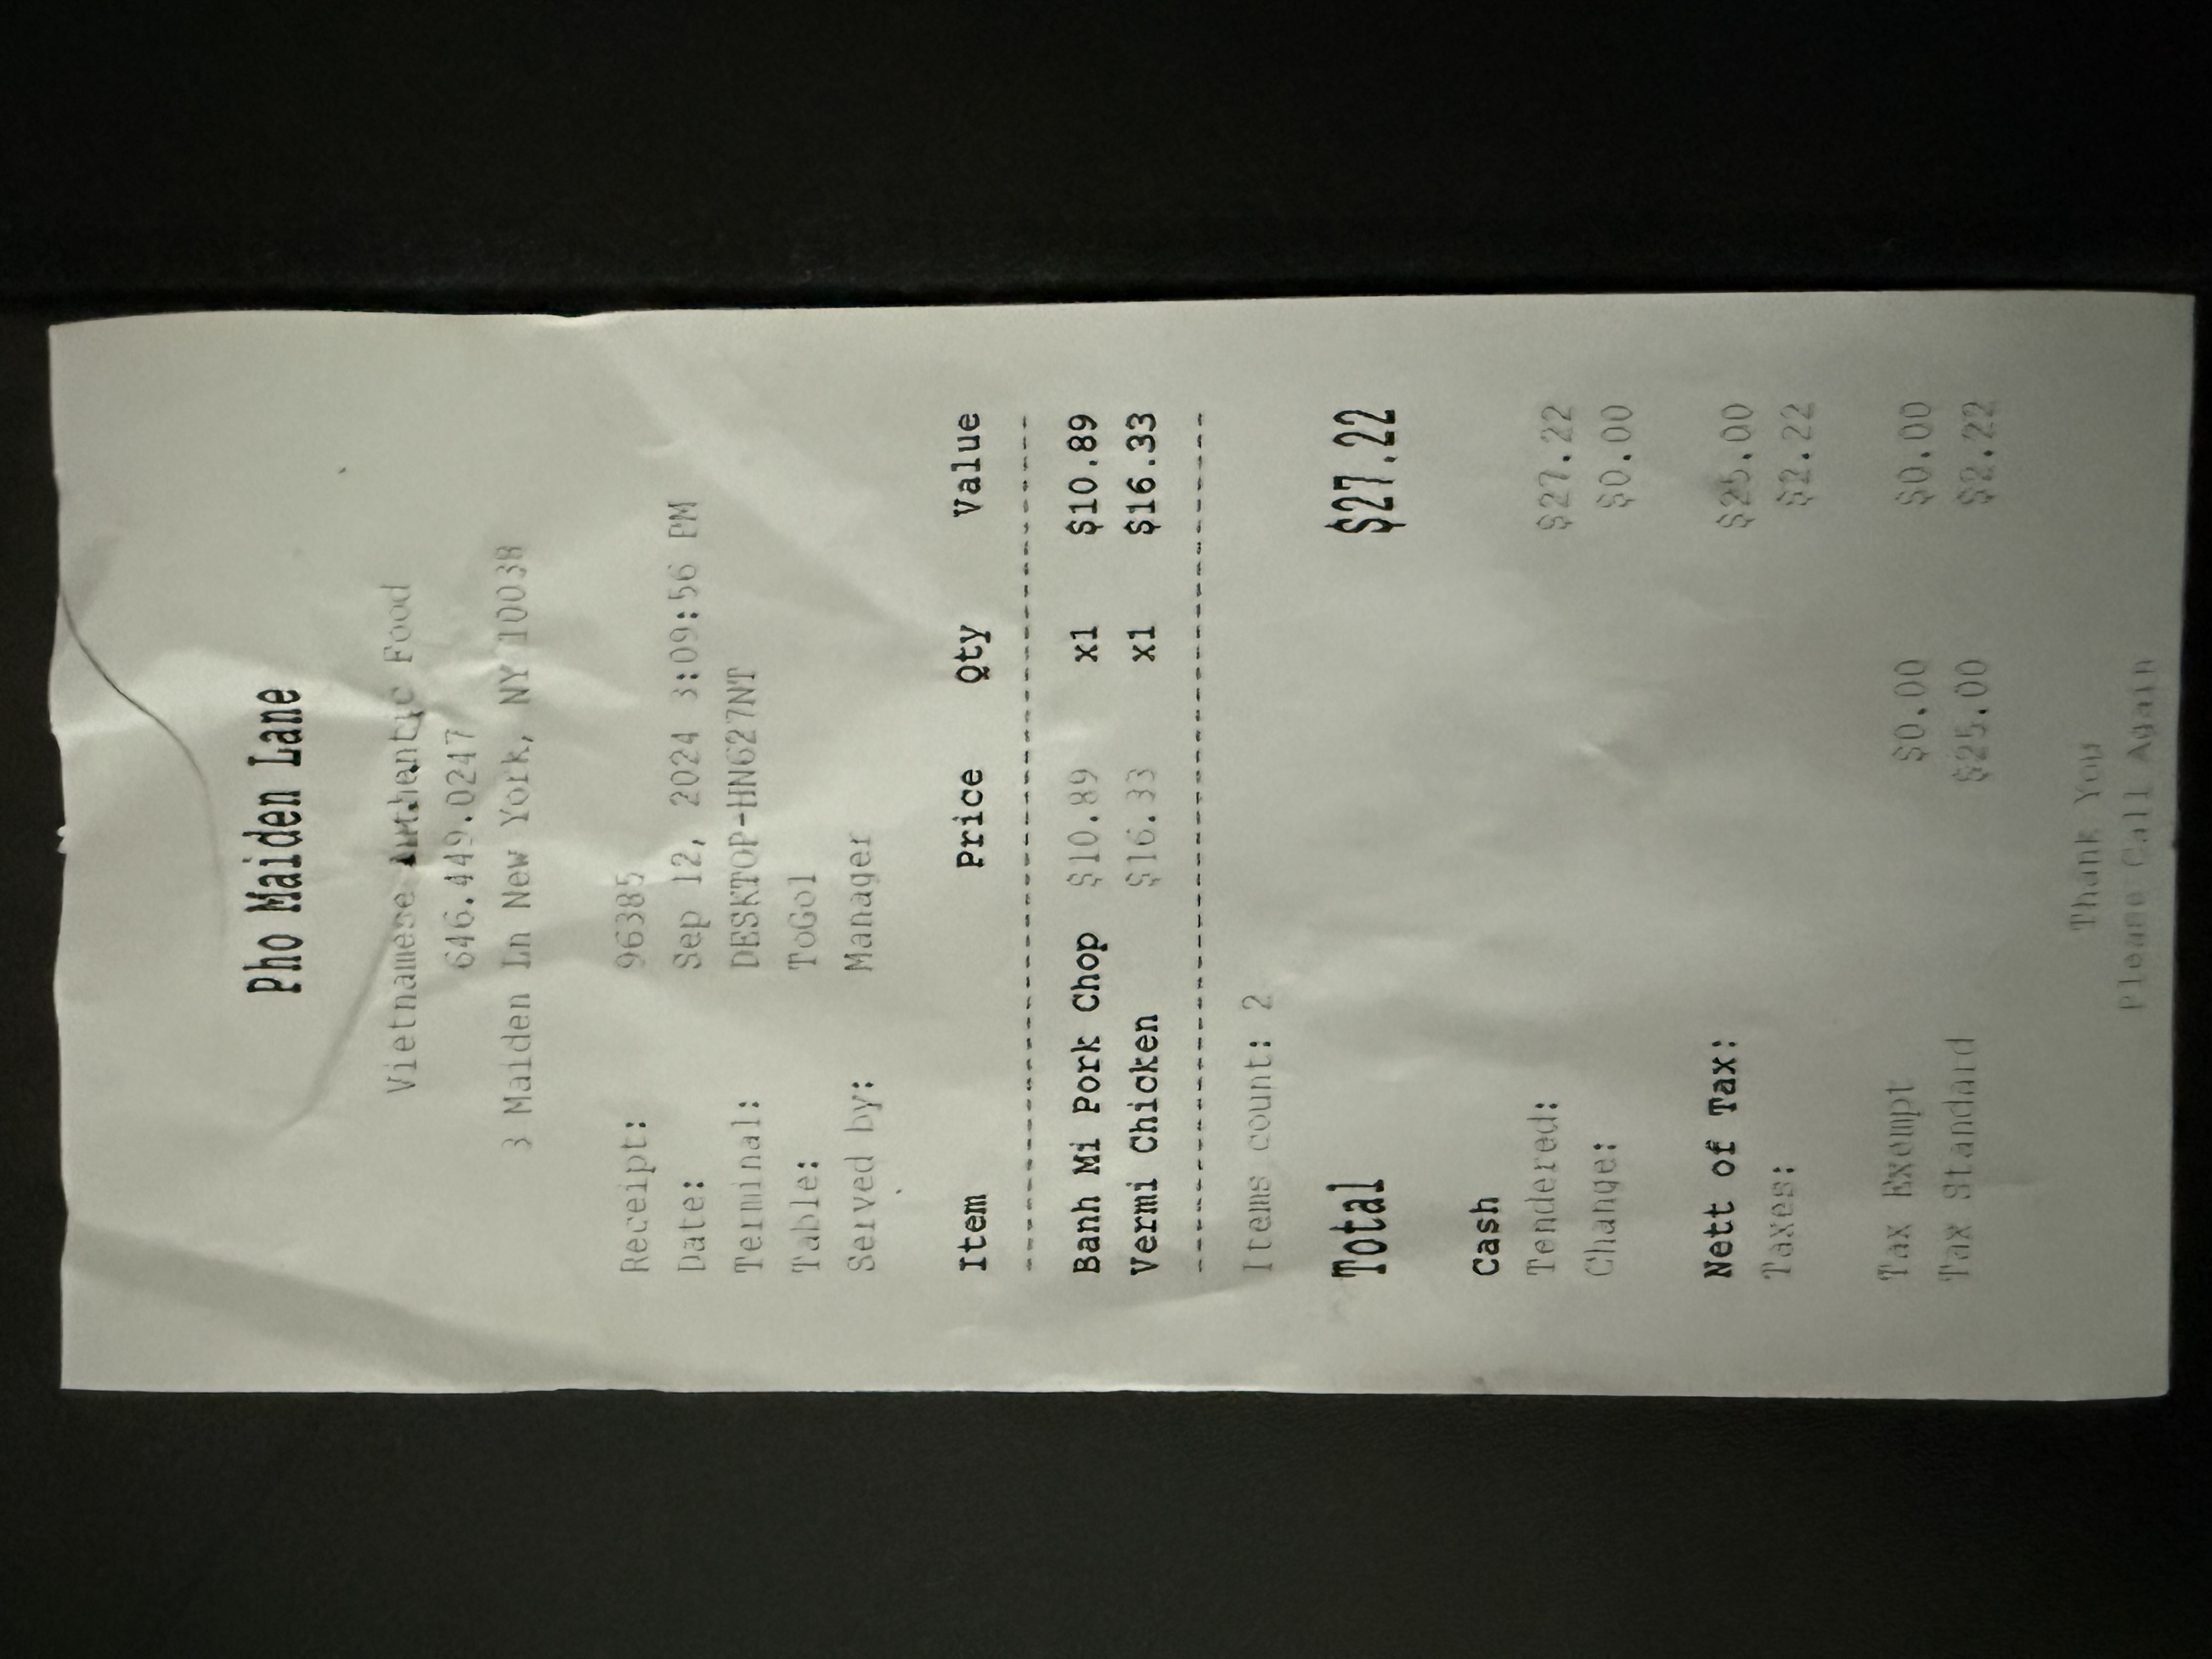 Pho Maiden Lane
Vietnamese Authentic Food
646.449.0247
3 Maiden Ln New York, NY 10038
Receipt: 96385
Date: Sep 12, 2024 3:09:56 PM
Terminal: DESKTOP-HN627NT
Table: ToGo1
Served by: Manager
Item Price Qty Value
------------------------------------------
Banh Mi Pork Chop $10.89 x1 $10.89
Vermi Chicken $16.33 x1 $16.33
------------------------------------------
Items count: 2
Total $27.22
Cash
Tendered: $27.22
Change: $0.00
Nett of Tax: $25.00
Taxes: $2.22
Tax Exempt $0.00 $0.00
Tax Standard $25.00 $2.22
Thank You
Please Call Again